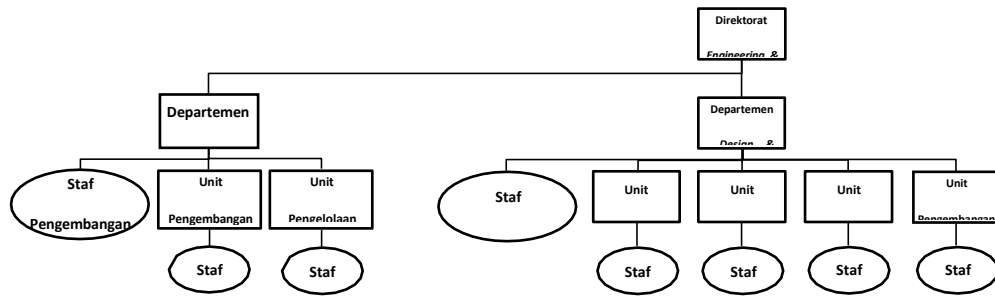 Direktorat
Engineering &
Departemen
Departemen
Design &
Staf
Pengembangan
Unit
Pengembangan
Unit
Pengelolaan
Staf
Unit
Unit
Unit
Unit
Pengembangan
Staf
Staf
Staf
Staf
Staf
Staf